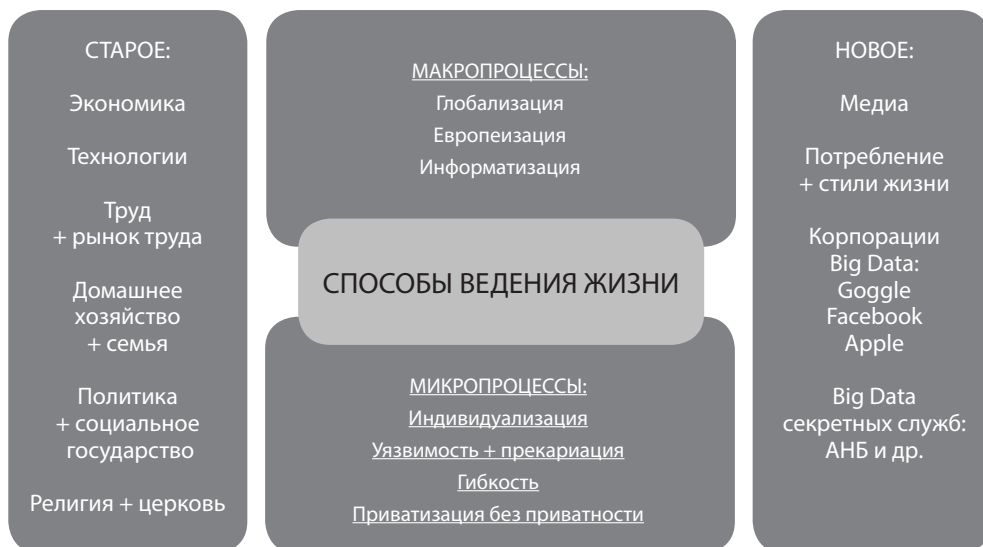 СТАРОЕ:
Экономика
Технологии
Труд
+ рынок труда
Домашнее
хозяйство
+ семья
Политика
+ социальное
государство
Религия + церковь
МАКРОПРОЦЕССЫ:
Глобализация
Европеизация
Информатизация
СПОСОБЫ ВЕДЕНИЯ ЖИЗНИ
МИКРОПРОЦЕССЫ:
Индивидуализация
Уязвимость + прекариация
Гибкость
Приватизация без приватности
НОВОЕ:
Медиа
Потребление
+ стили жизни
Корпорации
Big Data:
Goggle
Facebook
Apple
Big Data
секретных служб:
АНБ и др.